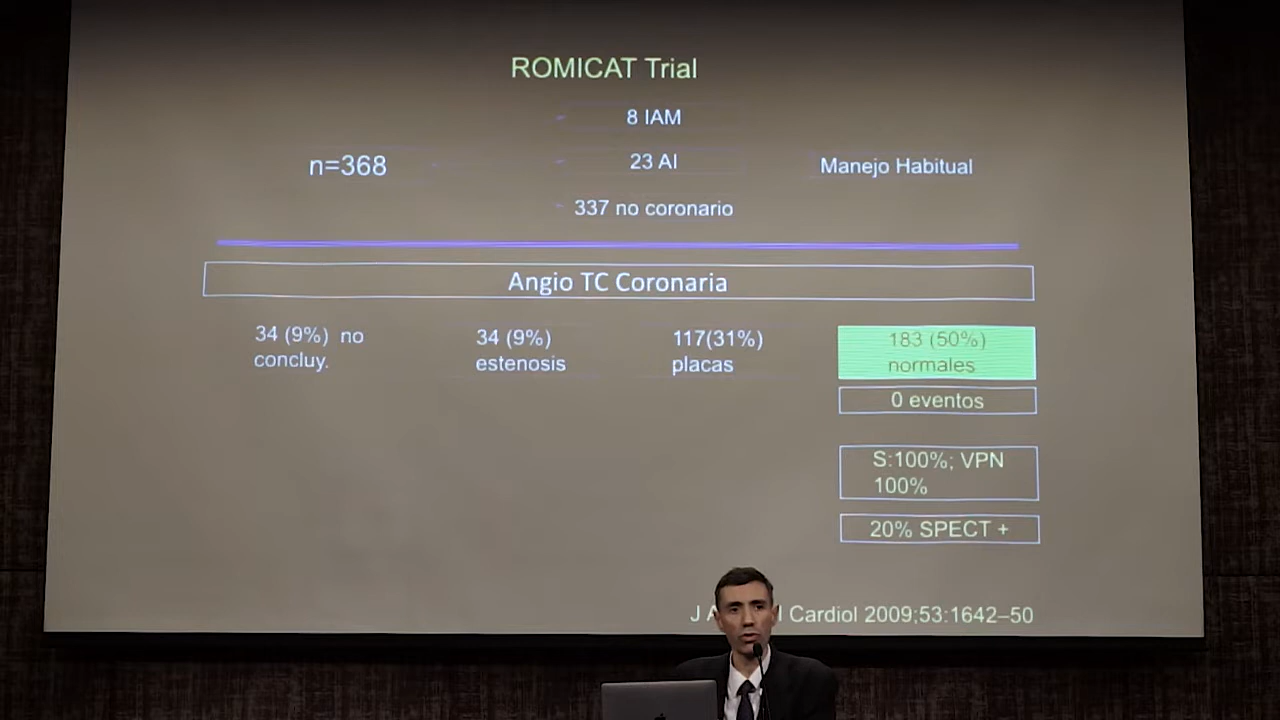 ROMICAT Trial
8 IAM
n=368
23 AI
Manejo Habitual
337 no coronario
Angio TC Coronaria
34 (9%) no
concluy.
34 (9%)
estenosis
117(31%)
placas
183 (50%)
normales
0 eventos
S:100%; VPN
100%
20% SPECT +
J Cardiol 2009;53:1642–50